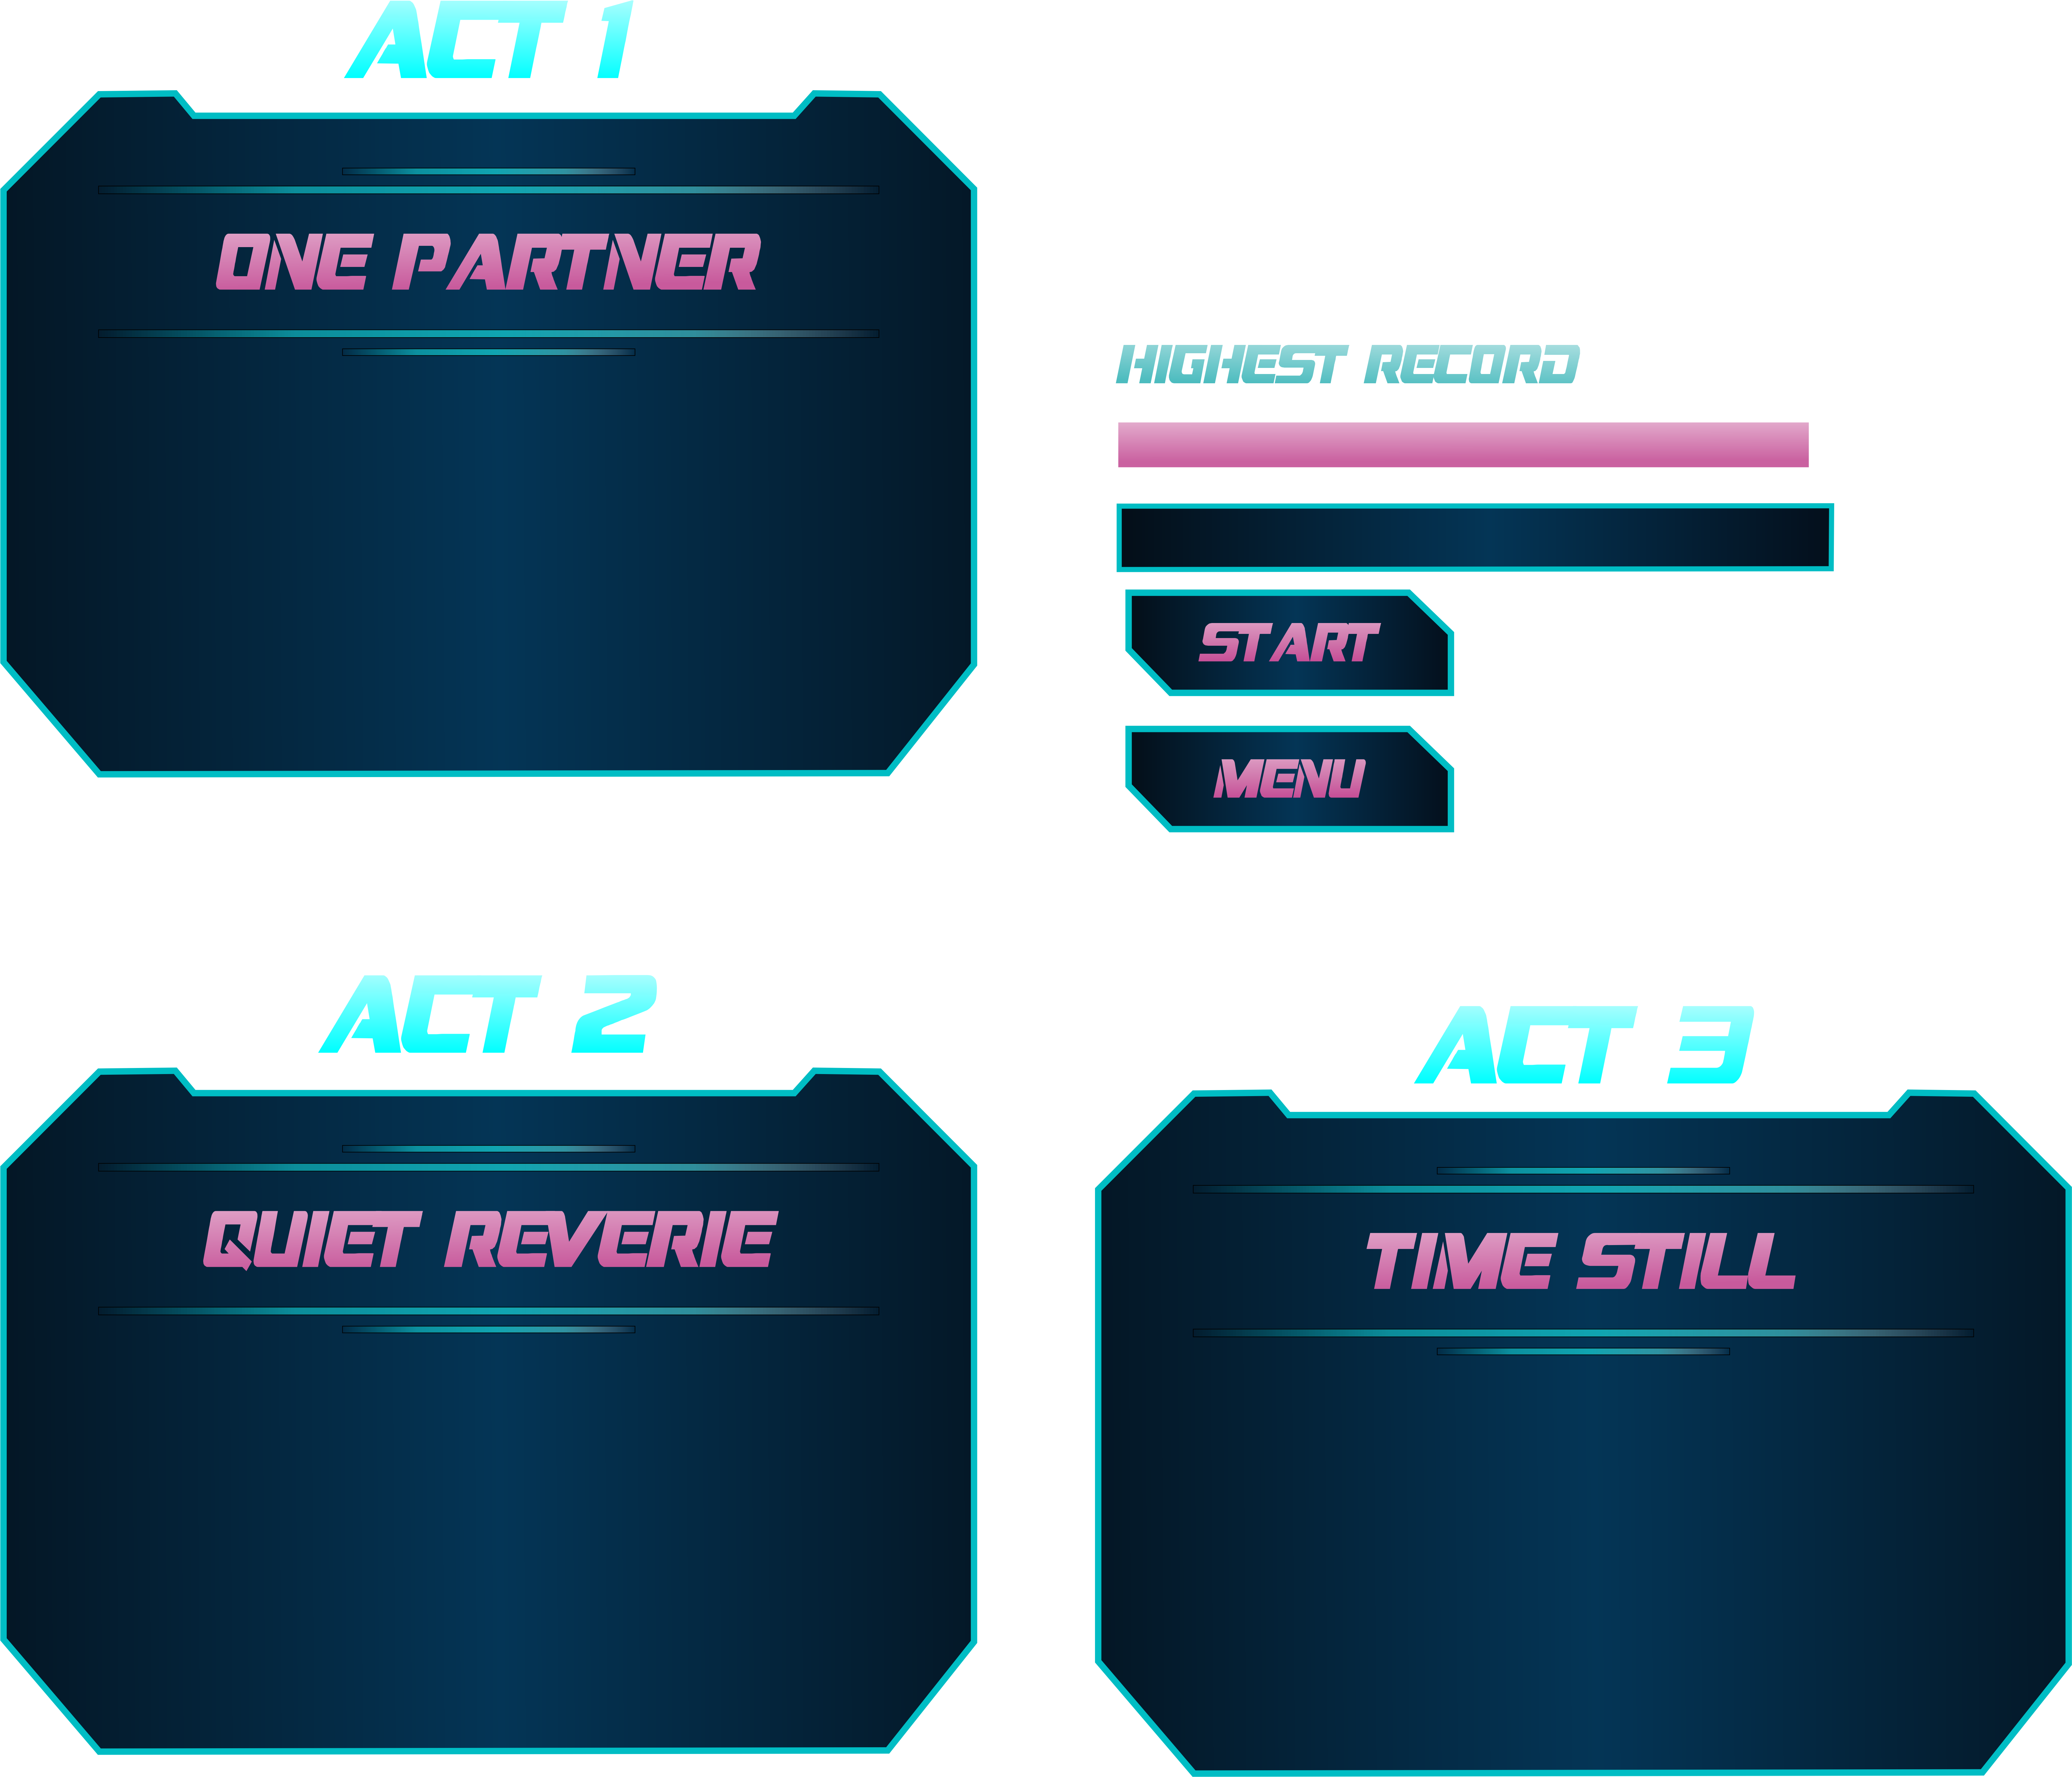 ACT 1
ONE PARTNER
HIGHEST RECORD
START
MENU
ACT 2
QUIET REVERIE
ACT 3
TIME STILL